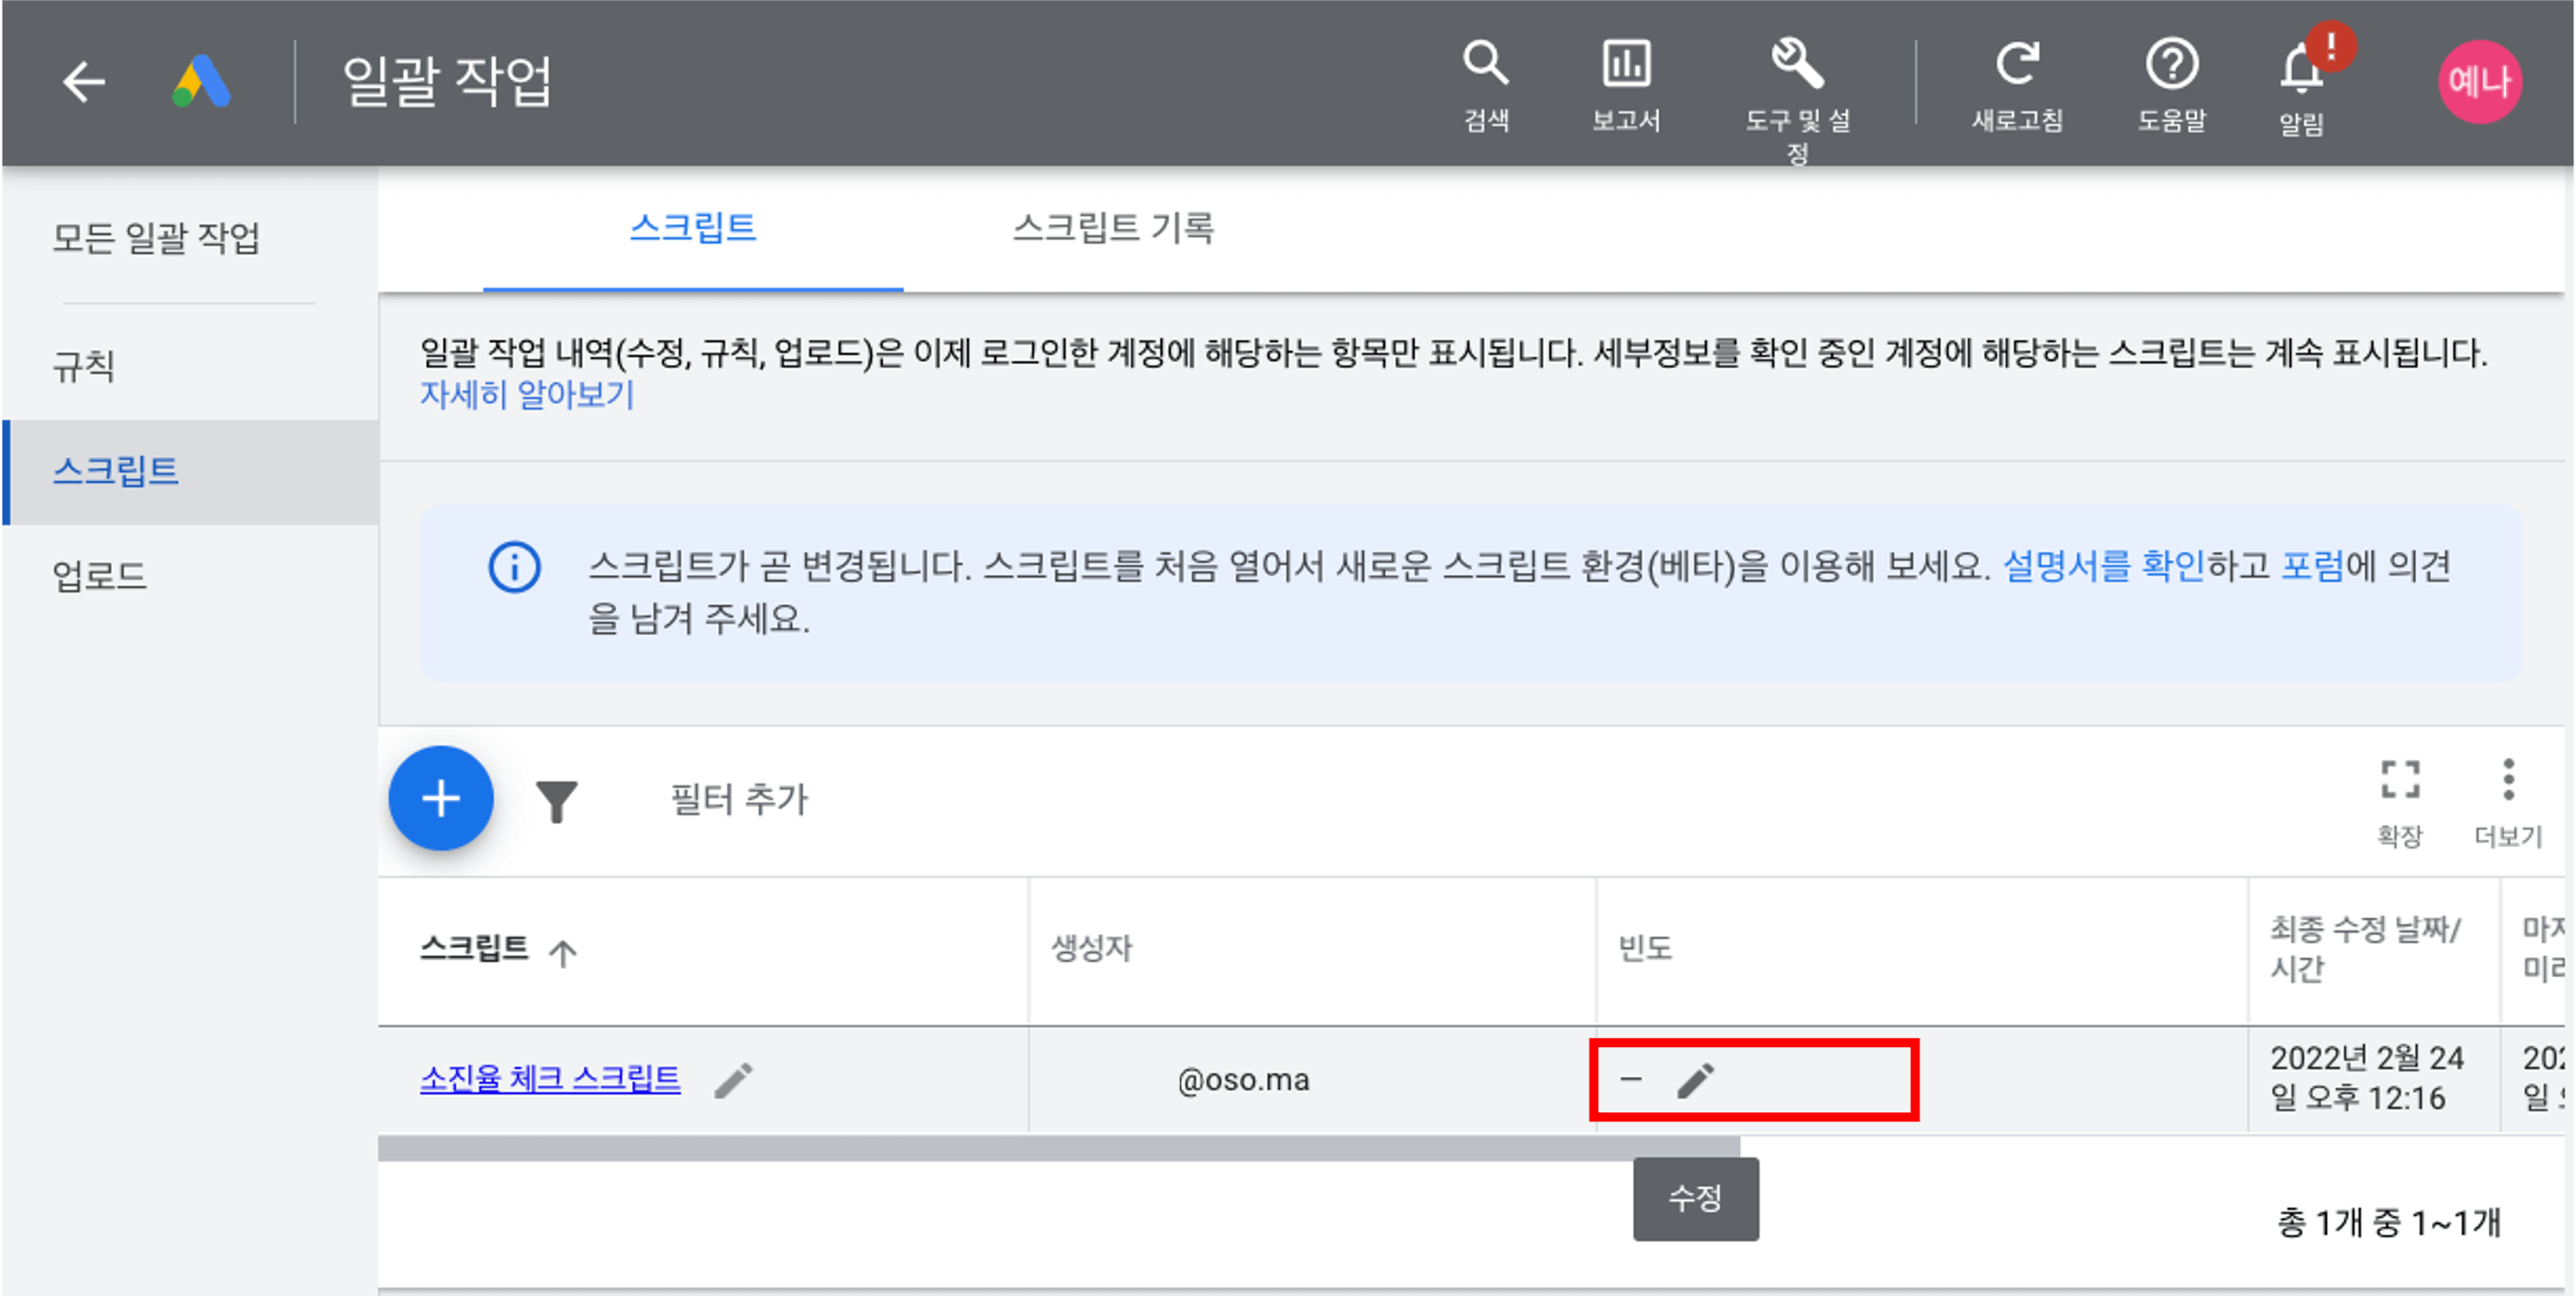 일괄 작업
검색
보고서
도구 및 설
정
새로고침
도움말
!
알림
예나
모든 일괄 작업
규칙
스크립트
업로드
스크립트
스크립트 기록
일괄 작업 내역(수정, 규칙, 업로드)은 이제 로그인한 계정에 해당하는 항목만 표시됩니다. 세부정보를 확인 중인 계정에 해당하는 스크립트는 계속 표시됩니다.
자세히 알아보기
스크립트가 곧 변경됩니다. 스크립트를 처음 열어서 새로운 스크립트 환경(베타)을 이용해 보세요. 설명서를 확인하고 포럼에 의견
을 남겨 주세요.
필터 추가
확장
더보기
스크립트 ↑
생성자
빈도
최종 수정 날짜/
시간
소진율 체크 스크립트
@oso.ma
–
2022년 2월 24
일 오후 12:16
수정
총 1개 중 1~1개